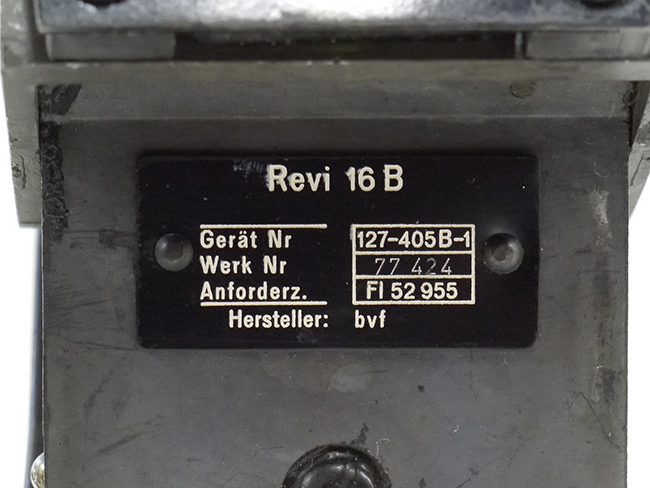 Revi 16 B
Gerät Nr 127-405B-1
Werk Nr 77 424
Anforderz. Fl 52 955
Hersteller: bvf